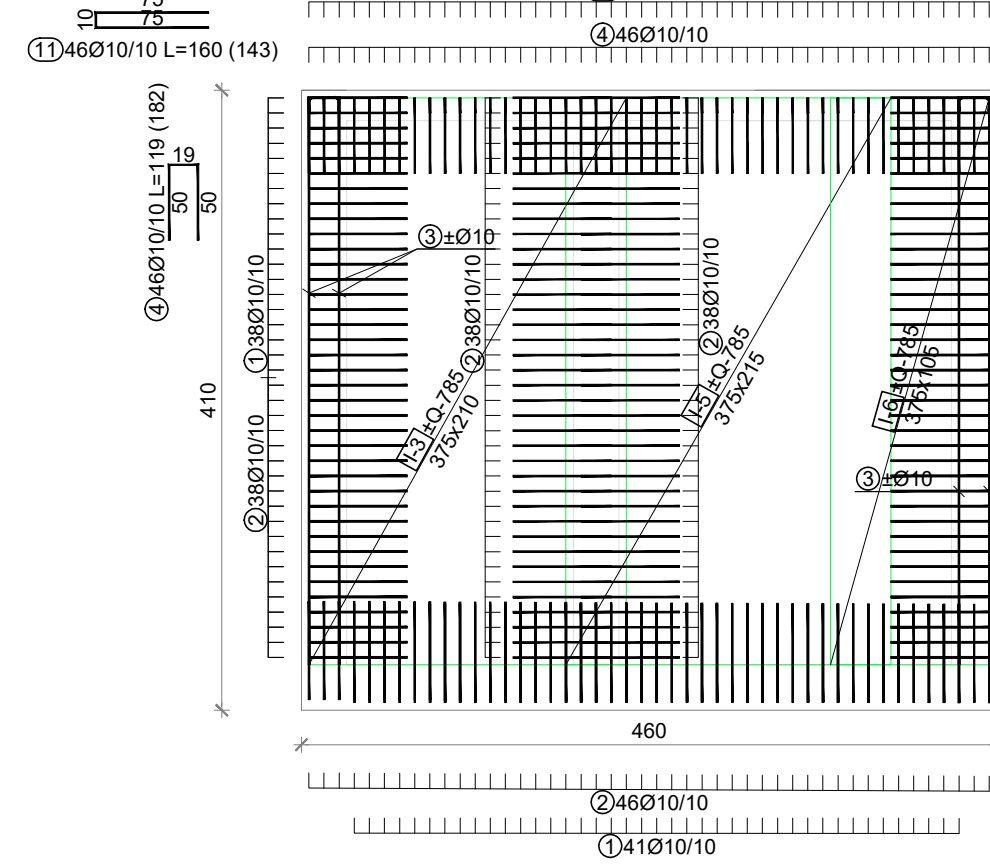 75
10
75
⑪46Ø10/10 L=160 (143)
④46Ø10/10
④46Ø10/10 L=119 (182)
19
50
50
③±Ø10
①38Ø10/10
②38Ø10/10
②38Ø10/10
410
②38Ø10/10
I-3 ±Q-785
375x210
I-5 ±Q-785
375x215
I-6 ±Q-785
375x105
③±Ø10
460
②46Ø10/10
①41Ø10/10